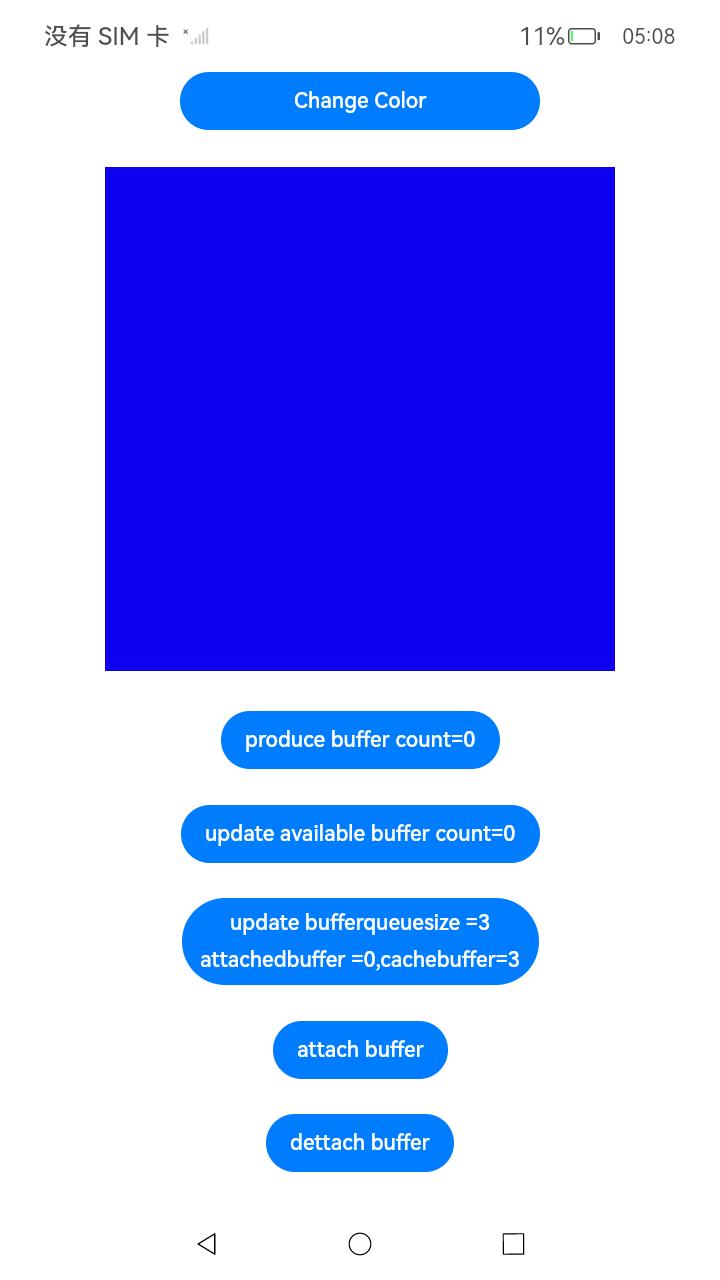 没有 SIM 卡 11% 05:08
Change Color
produce buffer count=0
update available buffer count=0
update bufferqueuesize =3
attachedbuffer =0,cachebuffer=3
attach buffer
dettach buffer